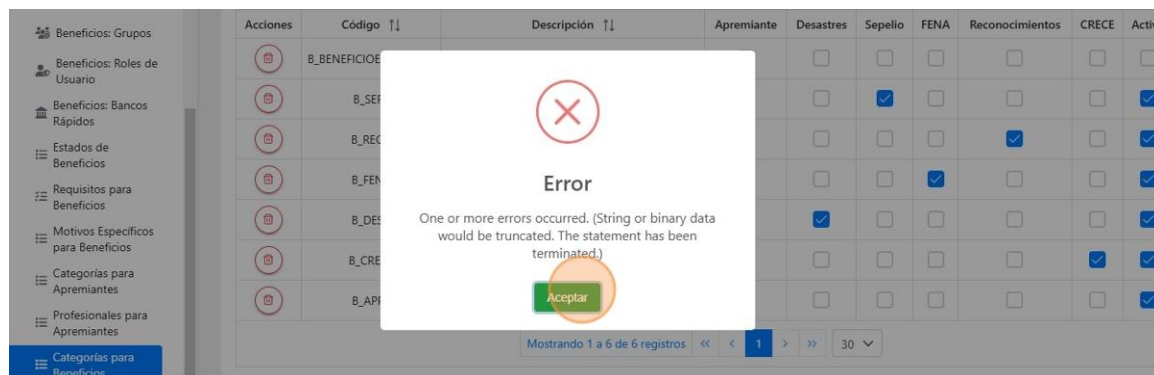 Beneficios: Grupos
Beneficios: Roles de
Usuario
Beneficios: Bancos
Rápidos
Estados de
Beneficios
Requisitos para
Beneficios
Motivos Específicos
para Beneficios
Categorías para
Apremiantes
Profesionales para
Apremiantes
Categorías para
Beneficios
Acciones Código Descripción Apremiante Desastres Sepelio FENA Reconocimientos CRECE
B_BENEFICIOE
B_SEP
B_REC
B_FEN
B_DES
B_CRE
B_APR
Error
One or more errors occurred. (String or binary data
would be truncated. The statement has been
terminated.)
Aceptar
Mostrando 1 a 6 de 6 registros << < 1 > >> 30